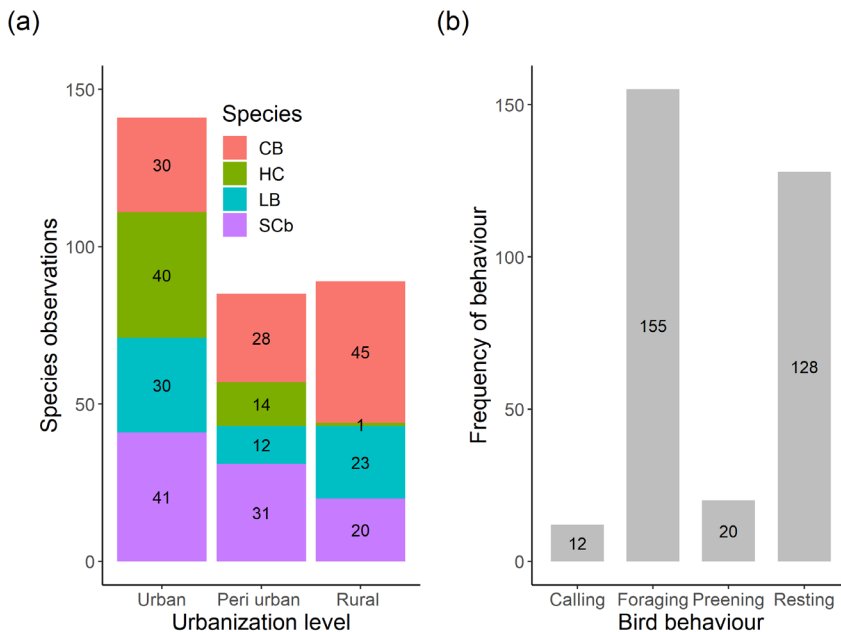 (a)
Species observations
150
100
50
0
Species
CB
HC
LB
SCb
30
40
30
41
28
14
12
31
45
1
23
20
Urban Peri urban Rural
Urbanization level
(b)
Frequency of behaviour
150
100
50
0
12
155
20
128
Calling Foraging Preening Resting
Bird behaviour